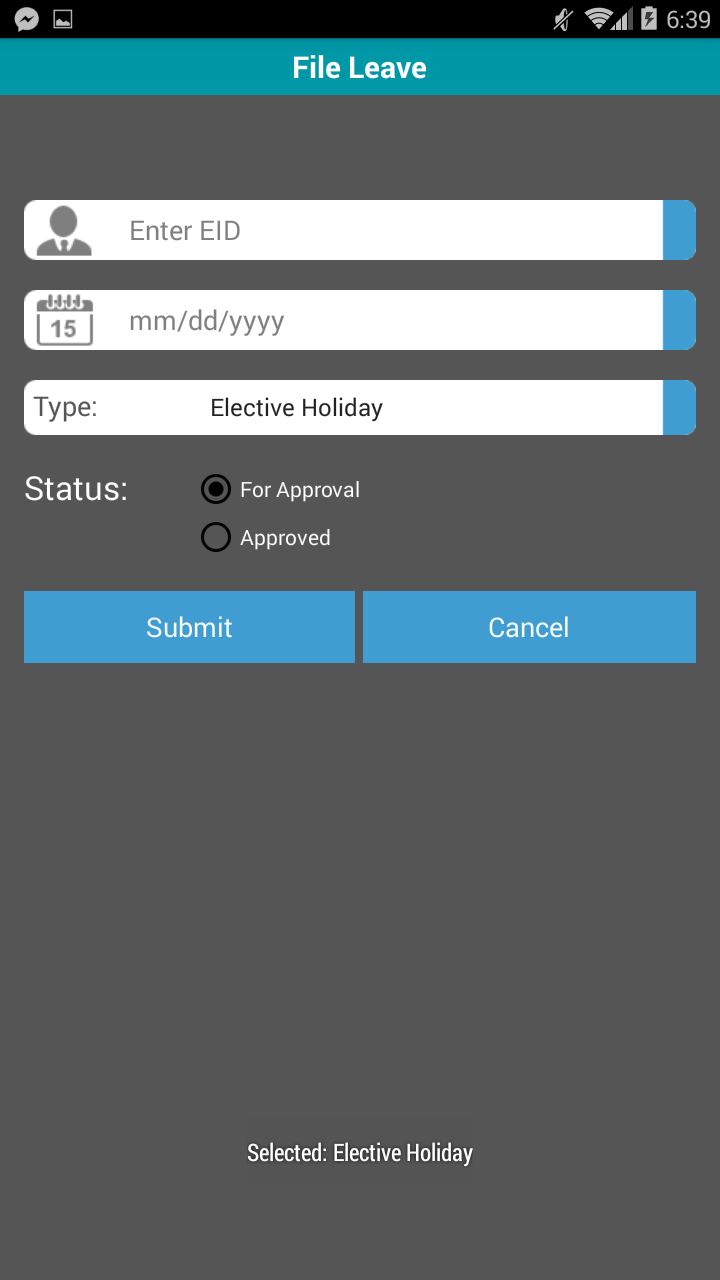 6:39
File Leave
Enter EID
15
mm/dd/yyyy
Type:
Elective Holiday
Status:
For Approval
Approved
Submit
Cancel
Selected: Elective Holiday